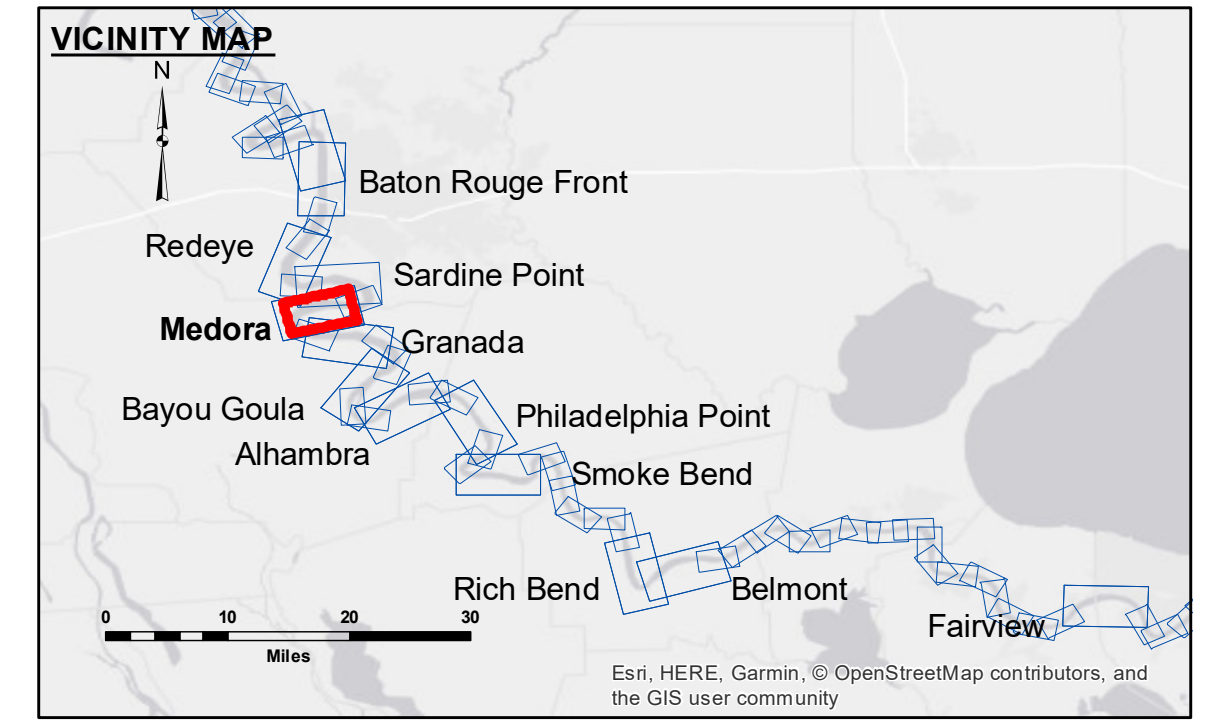 VICINITY MAP
N
Baton Rouge Front
Redeye
Sardine Point
Medora
Granada
Bayou Goula
Philadelphia Point
Alhambra
Smoke Bend
Rich Bend
Belmont
Fairview
0 10 20 30
Miles
Esri, HERE, Garmin, © OpenStreetMap contributors, and
the GIS user community